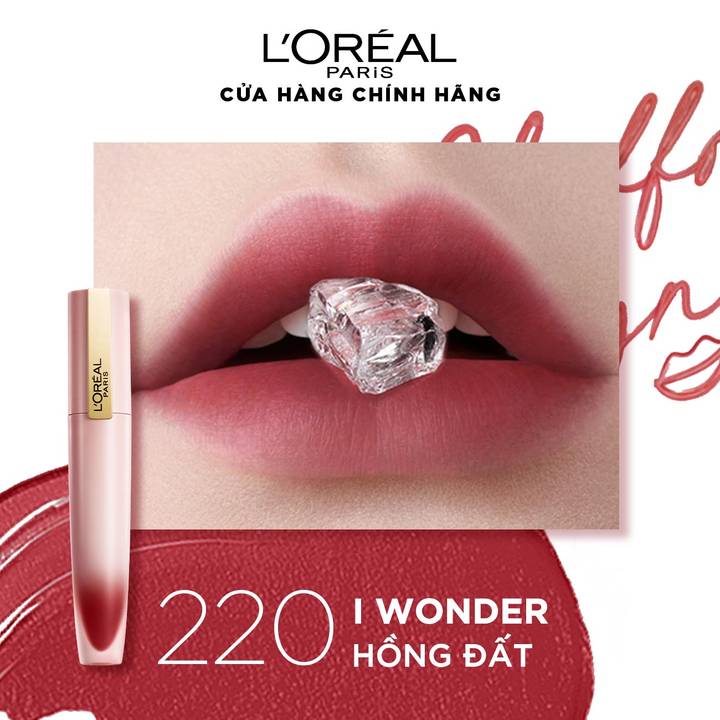 L'ORÉAL
PARiS
CỬA HÀNG CHÍNH HÃNG
L'ORÉAL
PARIS
220 I WONDER
HỒNG ĐẤT